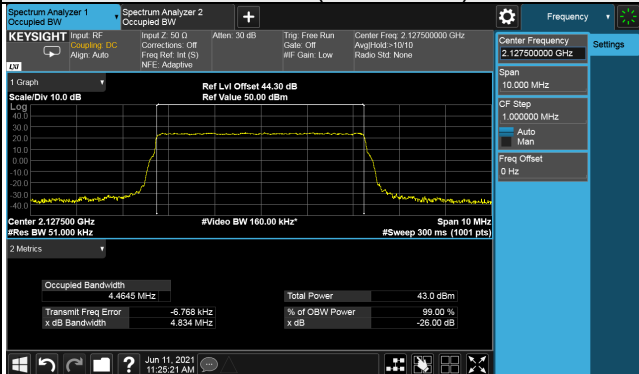 Spectrum Analyzer 1
Occupied BW
Spectrum Analyzer 2
Occupied BW
Frequency
KEYSIGHT
Input: RF
Coupling: DC
Align: Auto
Input Z: 50 Ω
Corrections: Off
Freq Ref: Int (S)
NFE: Adaptive
Atten: 30 dB
Trig: Free Run
Gate: Off
#IF Gain: Low
Center Freq: 2.127500000 GHz
Avg|Hold:>10/10
Radio Std: None
LXI
Center Frequency
2.127500000 GHz
Settings
Span
10.000 MHz
CF Step
1.000000 MHz
Auto
Man
Freq Offset
0 Hz
1 Graph
Scale/Div 10.0 dB
Ref Lvl Offset 44.30 dB
Ref Value 50.00 dBm
Log
40.0
30.0
20.0
10.0
0.00
-10.0
-20.0
-30.0
-40.0
Center 2.127500 GHz
#Res BW 51.000 kHz
#Video BW 160.00 kHz*
Span 10 MHz
#Sweep 300 ms (1001 pts)
2 Metrics
Occupied Bandwidth
4.4645 MHz
Total Power 43.0 dBm
Transmit Freq Error -6.768 kHz
% of OBW Power 99.00 %
x dB Bandwidth 4.834 MHz
x dB -26.00 dB
Jun 11, 2021
11:25:21 AM